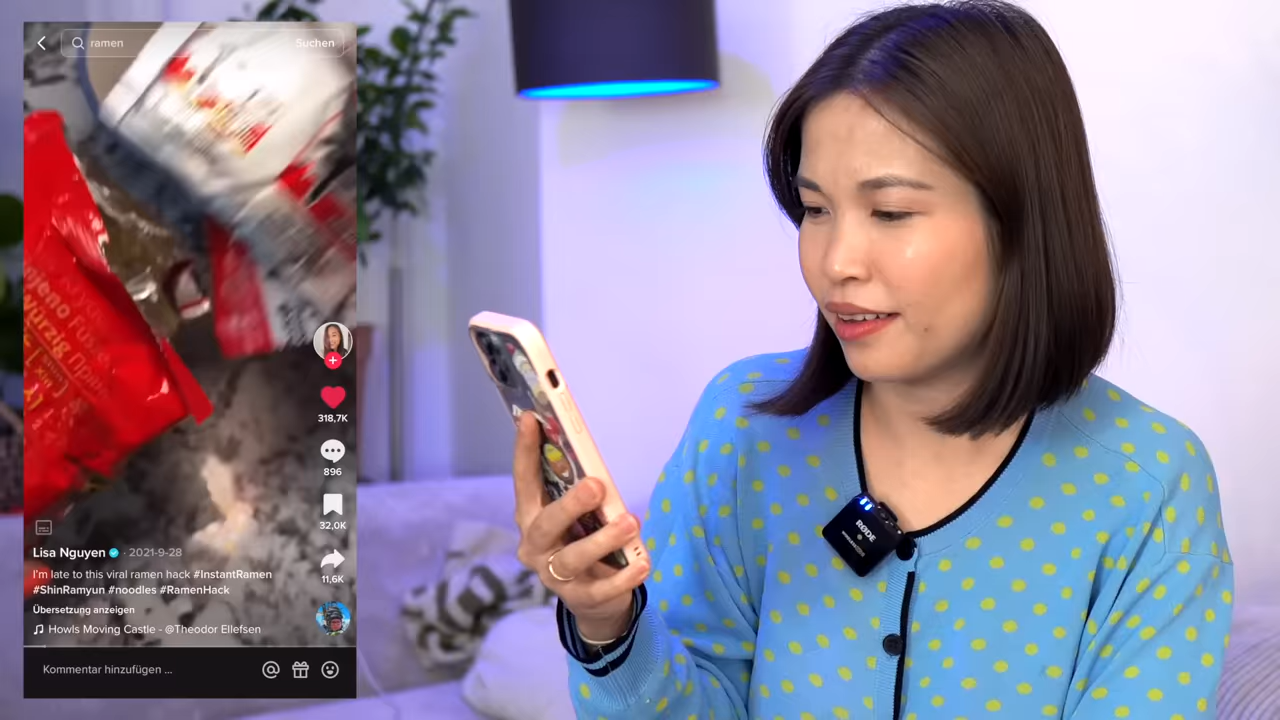 ramen
Suchen
318,7K
896
32,0K
11,6K
Lisa Nguyen · 2021-9-28
I'm late to this viral ramen hack #InstantRamen
#ShinRamyun #noodles #RamenHack
Übersetzung anzeigen
Howls Moving Castle - @Theodor Ellefsen
Kommentar hinzufügen ...
RØDE